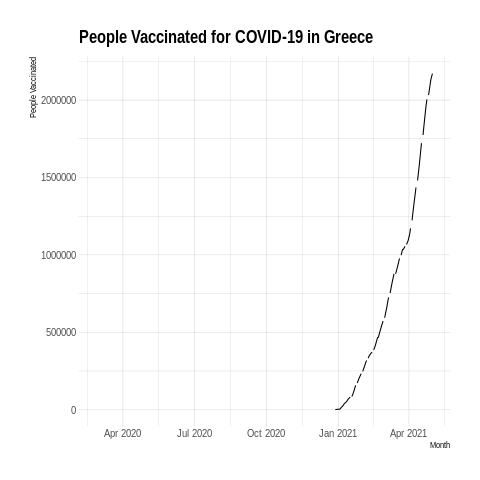 People Vaccinated for COVID-19 in Greece
People Vaccinated
2000000
1500000
1000000
500000
0
Apr 2020 Jul 2020 Oct 2020 Jan 2021 Apr 2021
Month